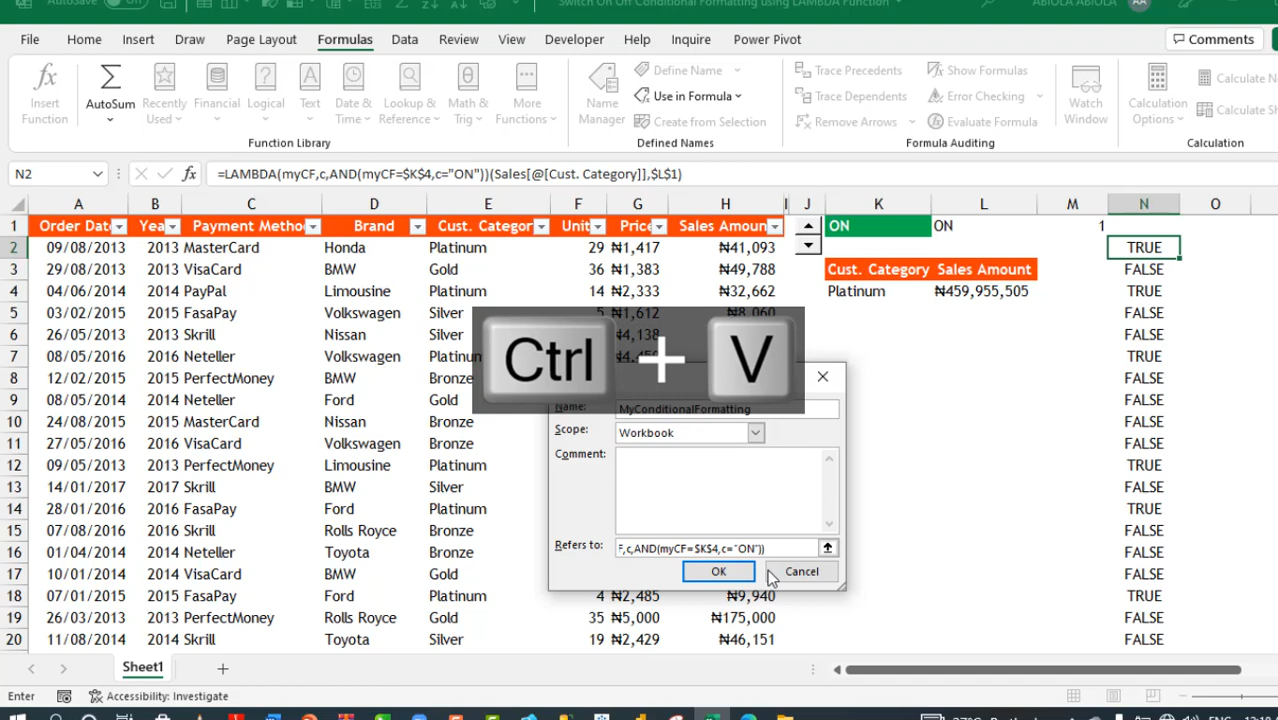 AutoSave Off Switch On Off Conditional Formatting using LAMBDA Function ABIOLA ABIOLA AA
File Home Insert Draw Page Layout Formulas Data Review View Developer Help Inquire Power Pivot Comments
Insert Function AutoSum Recently Used Financial Logical Text Date & Time Lookup & Reference Math & Trig More Functions
Name Manager Define Name Use in Formula Create from Selection
Trace Precedents Trace Dependents Remove Arrows Show Formulas Error Checking Evaluate Formula Watch Window
Calculation Options Calculate N Calculate Sh
Function Library Defined Names Formula Auditing Calculation
N2 fx =LAMBDA(myCF,c,AND(myCF=$K$4,c="ON"))(Sales[@[Cust. Category]],$L$1)
A B C D E F G H I J K L M N O
1 Order Dat Yea Payment Metho Brand Cust. Categor Unit Price Sales Amoun ON ON 1
2 09/08/2013 2013 MasterCard Honda Platinum 29 ₦1,417 ₦41,093 TRUE
3 29/08/2013 2013 VisaCard BMW Gold 36 ₦1,383 ₦49,788 Cust. Category Sales Amount FALSE
4 04/06/2014 2014 PayPal Limousine Platinum 14 ₦2,333 ₦32,662 Platinum ₦459,955,505 TRUE
5 03/02/2015 2015 FasaPay Volkswagen Silver 5 ₦1,612 ₦8,060 FALSE
6 26/05/2013 2013 Skrill Nissan Silver ₦4,138 FALSE
7 08/05/2016 2016 Neteller Volkswagen Platinum TRUE
8 12/02/2015 2015 PerfectMoney BMW Bronze FALSE
9 08/05/2014 2014 Neteller Ford Bronze FALSE
10 24/08/2015 2015 MasterCard Nissan Bronze FALSE
11 27/05/2016 2016 VisaCard Volkswagen Bronze FALSE
12 09/05/2013 2013 PerfectMoney Limousine Platinum TRUE
13 14/01/2017 2017 Skrill BMW Silver FALSE
14 28/01/2016 2016 FasaPay Ford Platinum TRUE
15 07/08/2016 2016 Skrill Rolls Royce Bronze FALSE
16 01/04/2014 2014 Neteller Toyota Bronze FALSE
17 10/01/2014 2014 VisaCard BMW Gold FALSE
18 07/01/2015 2015 FasaPay Ford Platinum 4 ₦2,485 ₦9,940 TRUE
19 26/03/2013 2013 PerfectMoney Rolls Royce Gold 35 ₦5,000 ₦175,000 FALSE
20 11/08/2014 2014 Skrill Toyota Silver 19 ₦2,429 ₦46,151 FALSE
Ctrl + V
Name: MyConditionalFormatting
Scope: Workbook
Comment:
Refers to: F,c,AND(myCF=$K$4,c="ON"))
OK Cancel
Sheet1
Enter Accessibility: Investigate